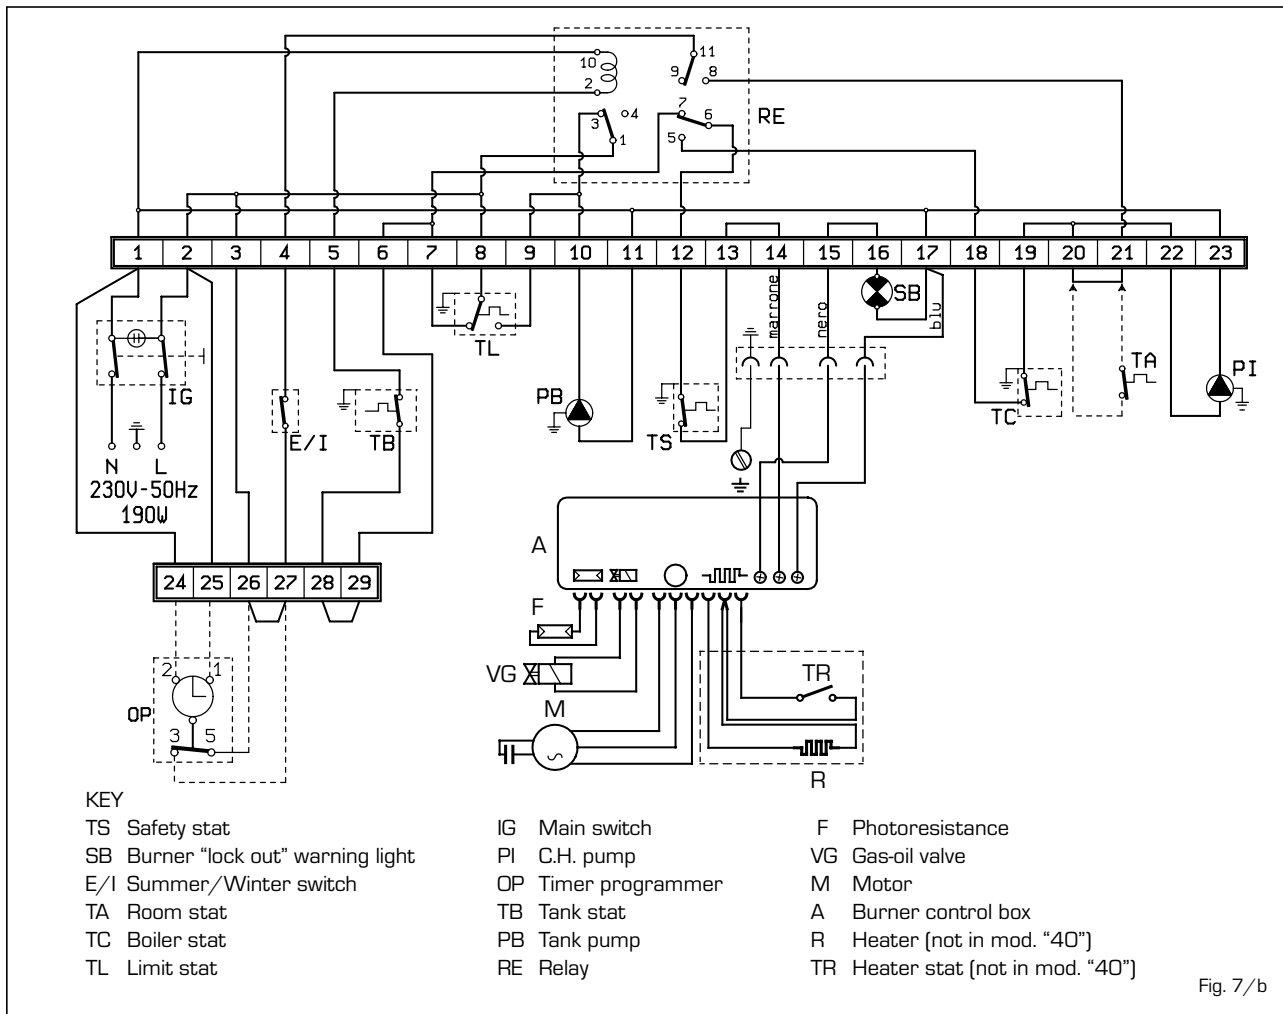 11
10
9
8
2
7
6
3
4
1
5
RE
1 2 3 4 5 6 7 8 9 10 11 12 13 14 15 16 17 18 19 20 21 22 23
marrone
nero
SB
blu
TL
TA
PI
IG
E/I
TB
PB
TS
TC
N L
230V-50Hz
190W
A
24 25 26 27 28 29
F
2 1
VG
TR
OP
M
3 5
R
KEY
TS Safety stat
SB Burner “lock out” warning light
E/I Summer/Winter switch
TA Room stat
TC Boiler stat
TL Limit stat
IG Main switch
PI C.H. pump
OP Timer programmer
TB Tank stat
PB Tank pump
RE Relay
F Photoresistance
VG Gas-oil valve
M Motor
A Burner control box
R Heater (not in mod. “40”)
TR Heater stat (not in mod. “40”)
Fig. 7/b